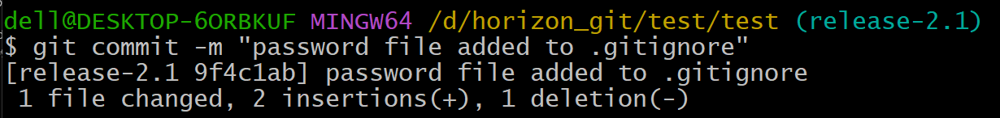 dell@DESKTOP-6ORBKUF MINGW64 /d/horizon_git/test/test (release-2.1)
$ git commit -m "password file added to .gitignore"
[release-2.1 9f4c1ab] password file added to .gitignore
 1 file changed, 2 insertions(+), 1 deletion(-)